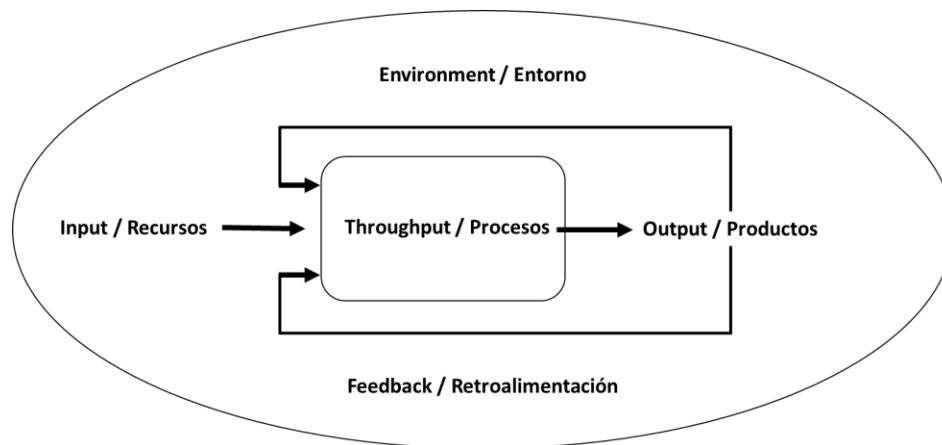 Environment / Entorno
Input / Recursos
Throughput / Procesos
Output / Productos
Feedback / Retroalimentación